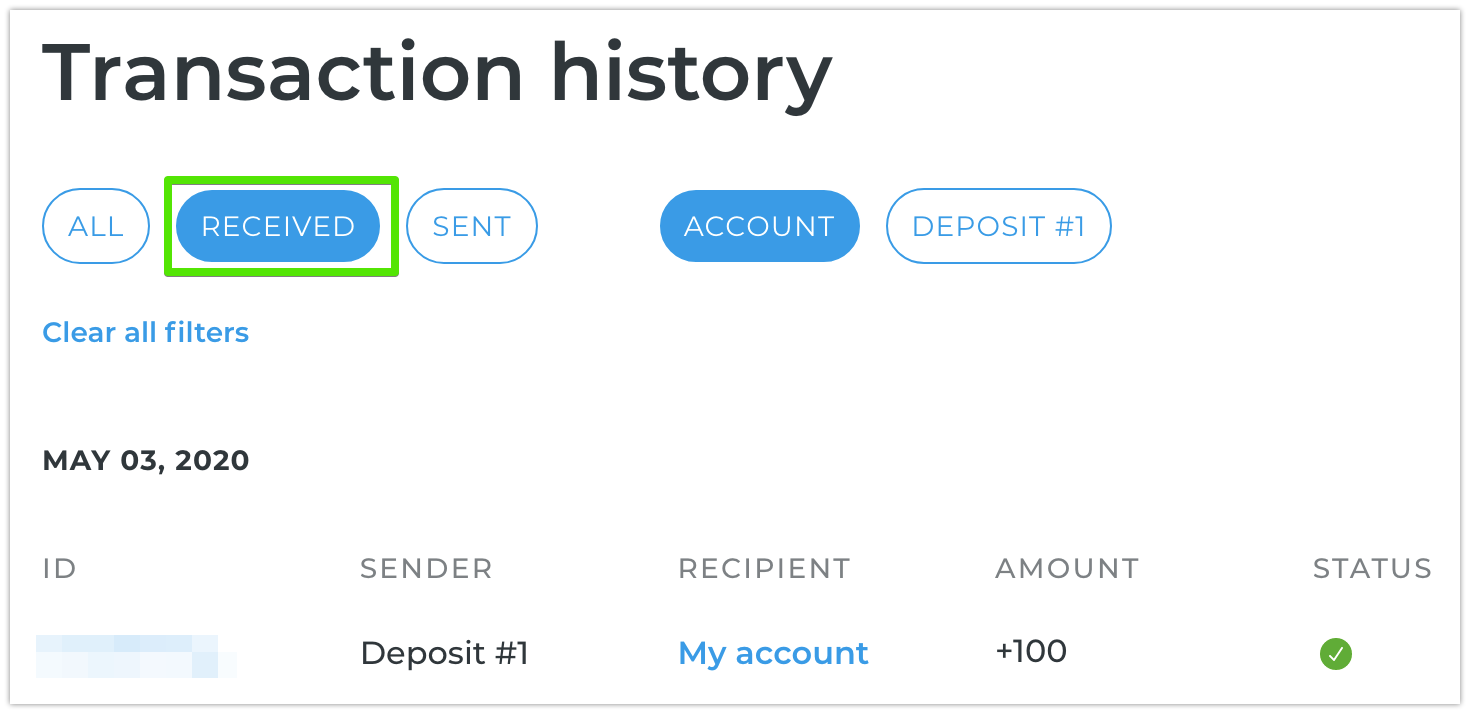 Transaction history
ALL RECEIVED SENT ACCOUNT DEPOSIT #1
Clear all filters
MAY 03, 2020
ID SENDER RECIPIENT AMOUNT STATUS
Deposit #1 My account +100